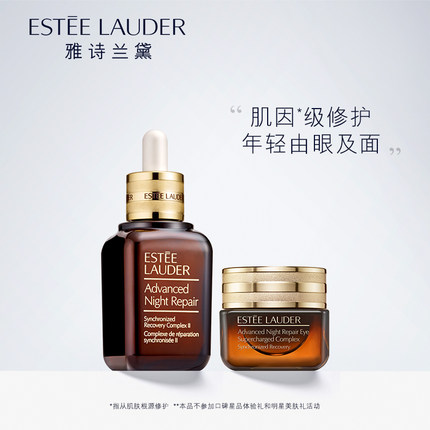 ESTĒE LAUDER
雅诗兰黛
“ 肌因*级修护
年轻由眼及面 ”
ESTĒE LAUDER
ESTĒE
LAUDER
Advanced
Night Repair
Synchronized
Recovery Complex II
Complexe de réparation
synchronisée II
ESTĒE LAUDER
Advanced Night Repair Eye
Supercharged Complex
Synchronized Recovery
*指从肌肤根源修护 **本品不参加口碑星品体验礼和明星美肤礼活动